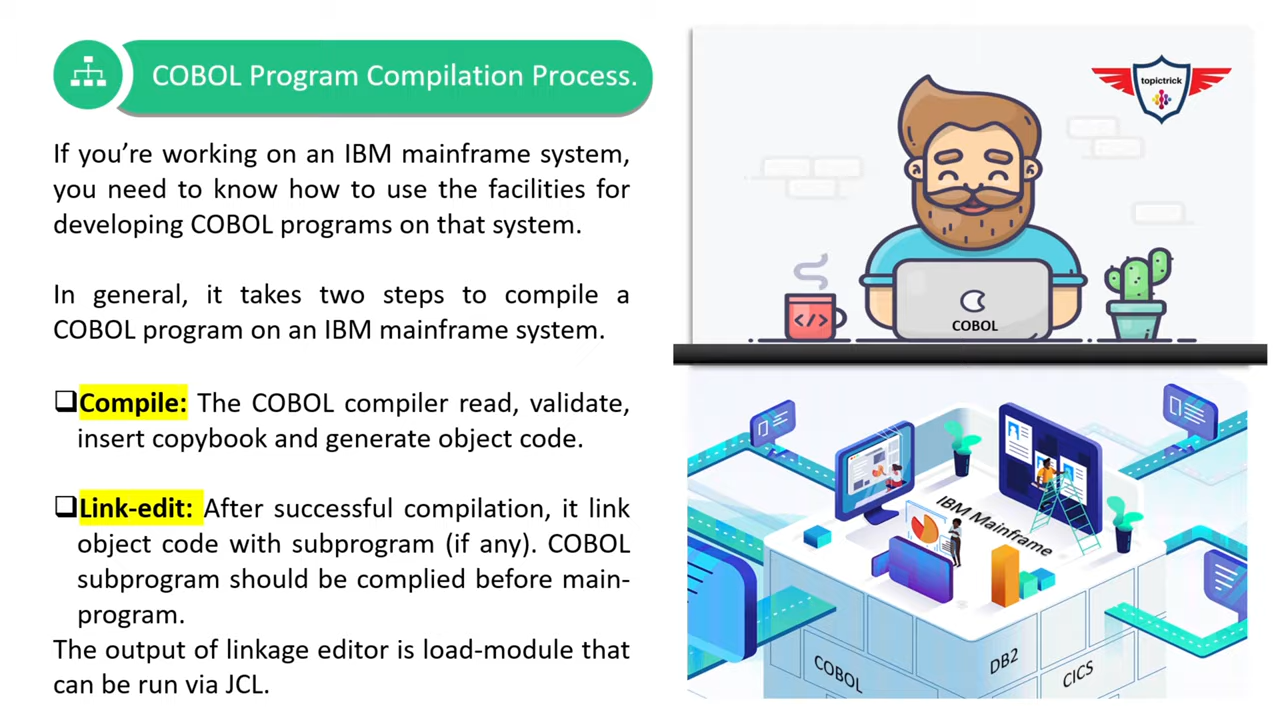 COBOL Program Compilation Process.
If you’re working on an IBM mainframe system,
you need to know how to use the facilities for
developing COBOL programs on that system.
In general, it takes two steps to compile a
COBOL program on an IBM mainframe system.
❑Compile: The COBOL compiler read, validate,
insert copybook and generate object code.
❑Link-edit: After successful compilation, it link
object code with subprogram (if any). COBOL
subprogram should be complied before main-
program.
The output of linkage editor is load-module that
can be run via JCL.
topictrick
</>
COBOL
IBM Mainframe
COBOL
DB2
CICS